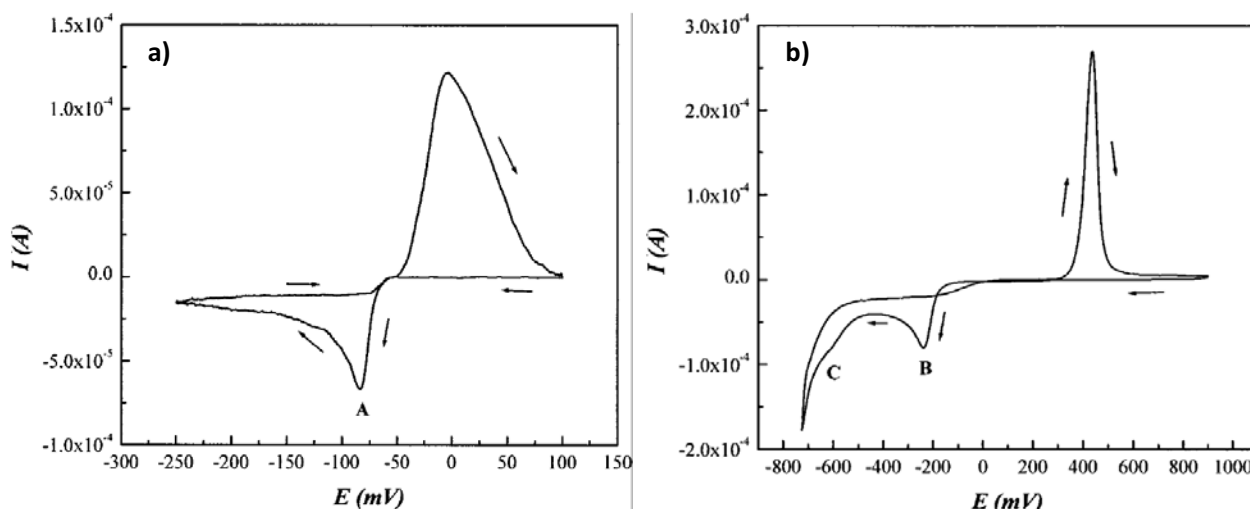 a)
1.5x10⁻⁴
1.0x10⁻⁴
5.0x10⁻⁵
0.0
-5.0x10⁻⁵
-1.0x10⁻⁴
I (A)
A
-300 -250 -200 -150 -100 -50 0 50 100 150
E (mV)
b)
3.0x10⁻⁴
2.0x10⁻⁴
1.0x10⁻⁴
0.0
-1.0x10⁻⁴
-2.0x10⁻⁴
I (A)
C
B
-800 -600 -400 -200 0 200 400 600 800 1000
E (mV)